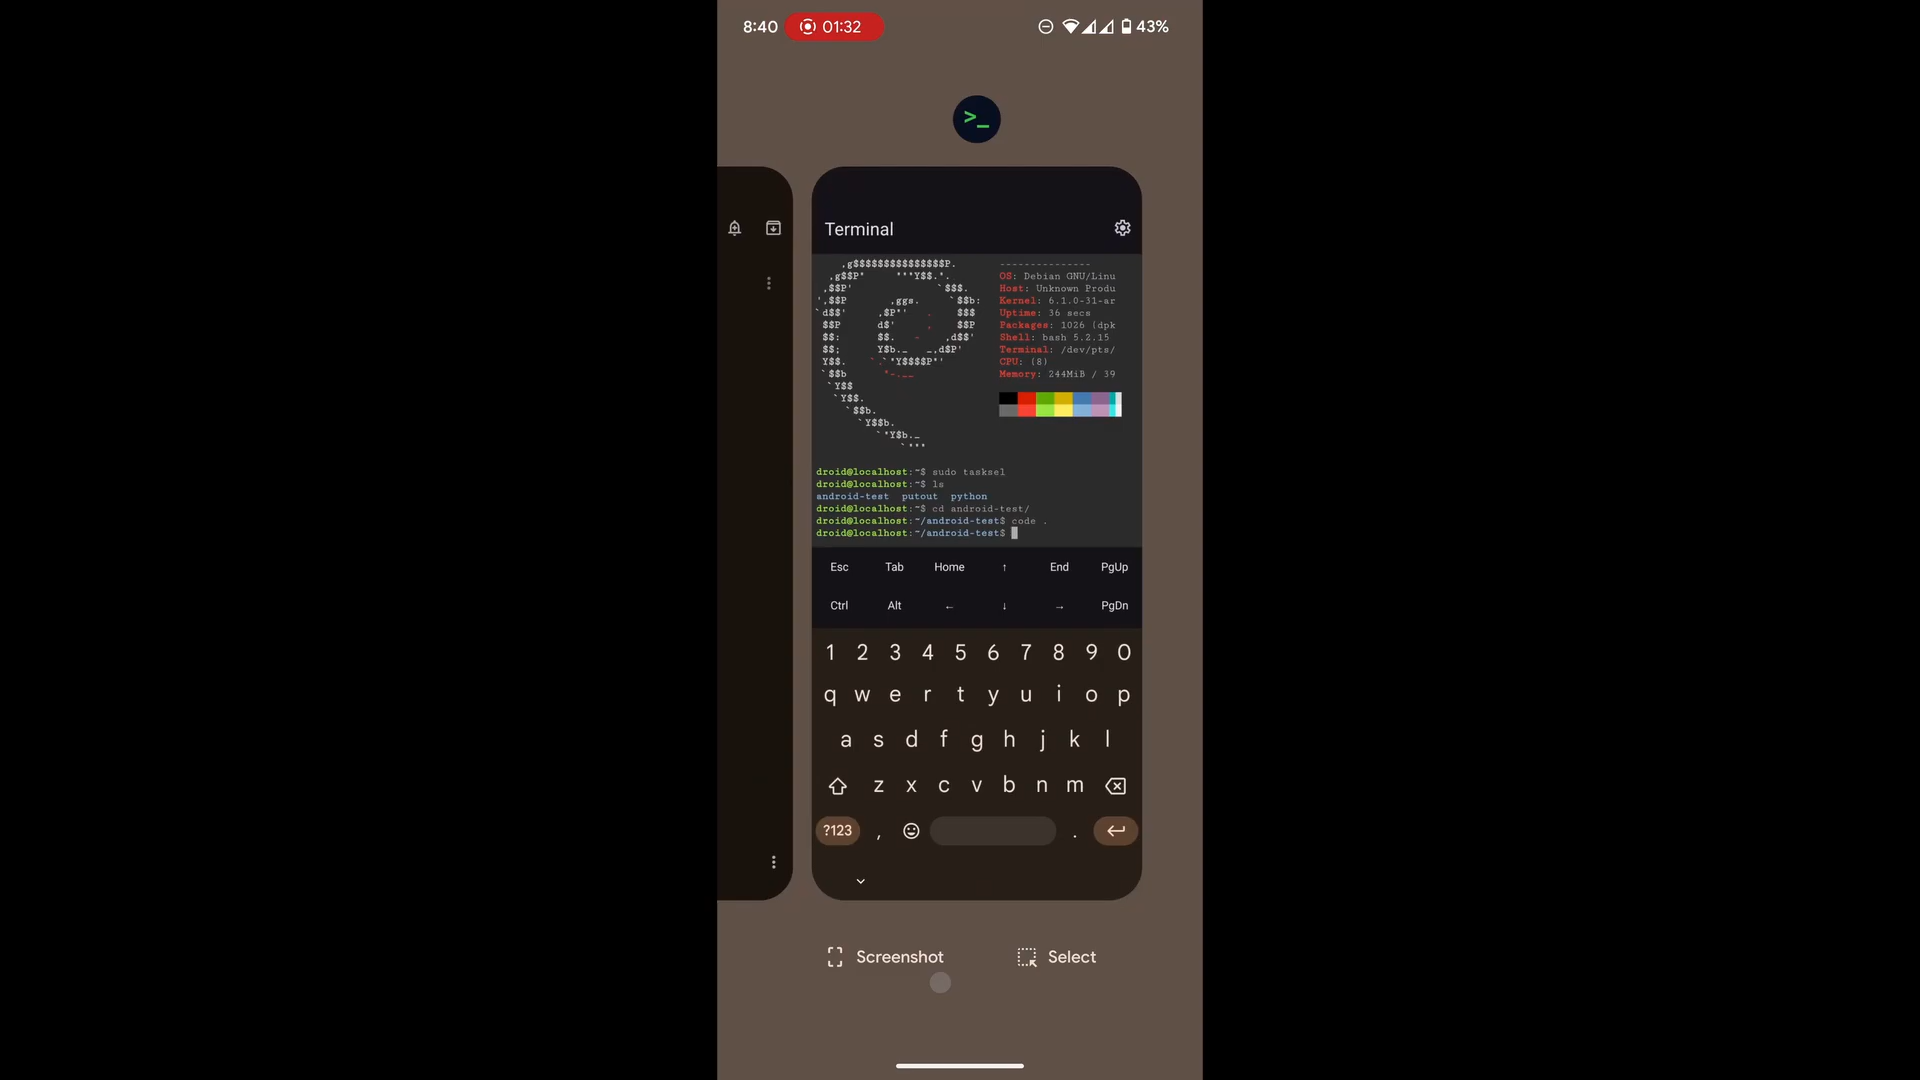 8:40 01:32 43%
>_
Terminal
,g$$$$$$$$$$$$$$$P.
,g$$P" """Y$$.".
,$$P' `$$$.
',$$P ,ggs. `$$b:
`d$$' ,$P"' . $$$
$$P d$' , $$P
$$: $$. - ,d$$'
$$; Y$b._ _,d$P'
Y$$. `.`"Y$$$$P"'
`$$b "-.__
`Y$$
`Y$$.
`$$b.
`Y$$b.
`"Y$b._
`"""
---------------
OS: Debian GNU/Linu
Host: Unknown Produ
Kernel: 6.1.0-31-ar
Uptime: 36 secs
Packages: 1026 (dpk
Shell: bash 5.2.15
Terminal: /dev/pts/
CPU: (8)
Memory: 244MiB / 39
droid@localhost:~$ sudo tasksel
droid@localhost:~$ ls
android-test putout python
droid@localhost:~$ cd android-test/
droid@localhost:~/android-test$ code .
droid@localhost:~/android-test$
Esc Tab Home ↑ End PgUp
Ctrl Alt ← ↓ → PgDn
1 2 3 4 5 6 7 8 9 0
q w e r t y u i o p
a s d f g h j k l
z x c v b n m
?123 , .
Screenshot Select